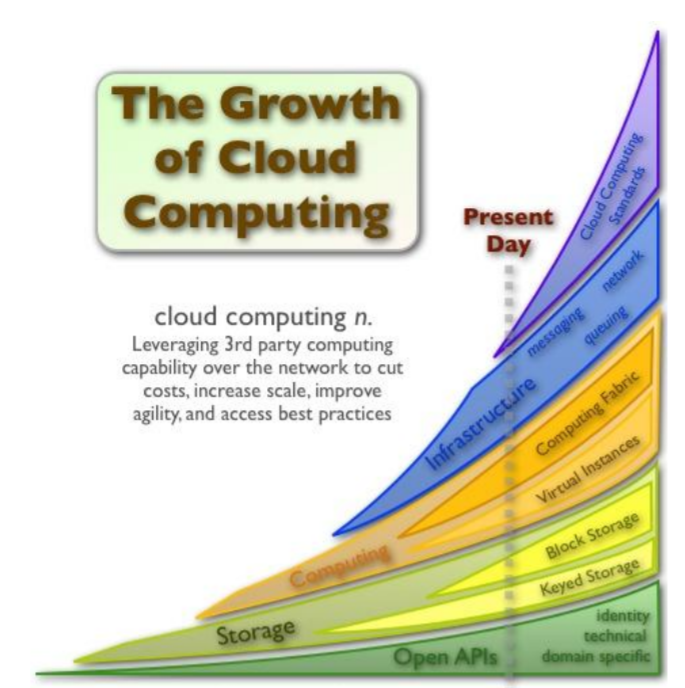 The Growth
of Cloud
Computing
Present
Day
cloud computing n.
Leveraging 3rd party computing
capability over the network to cut
costs, increase scale, improve
agility, and access best practices
Cloud Computing
Standards
network
messaging
queuing
Infrastructure
Computing Fabric
Virtual Instances
Computing
Block Storage
Keyed Storage
Storage
identity
technical
domain specific
Open APIs